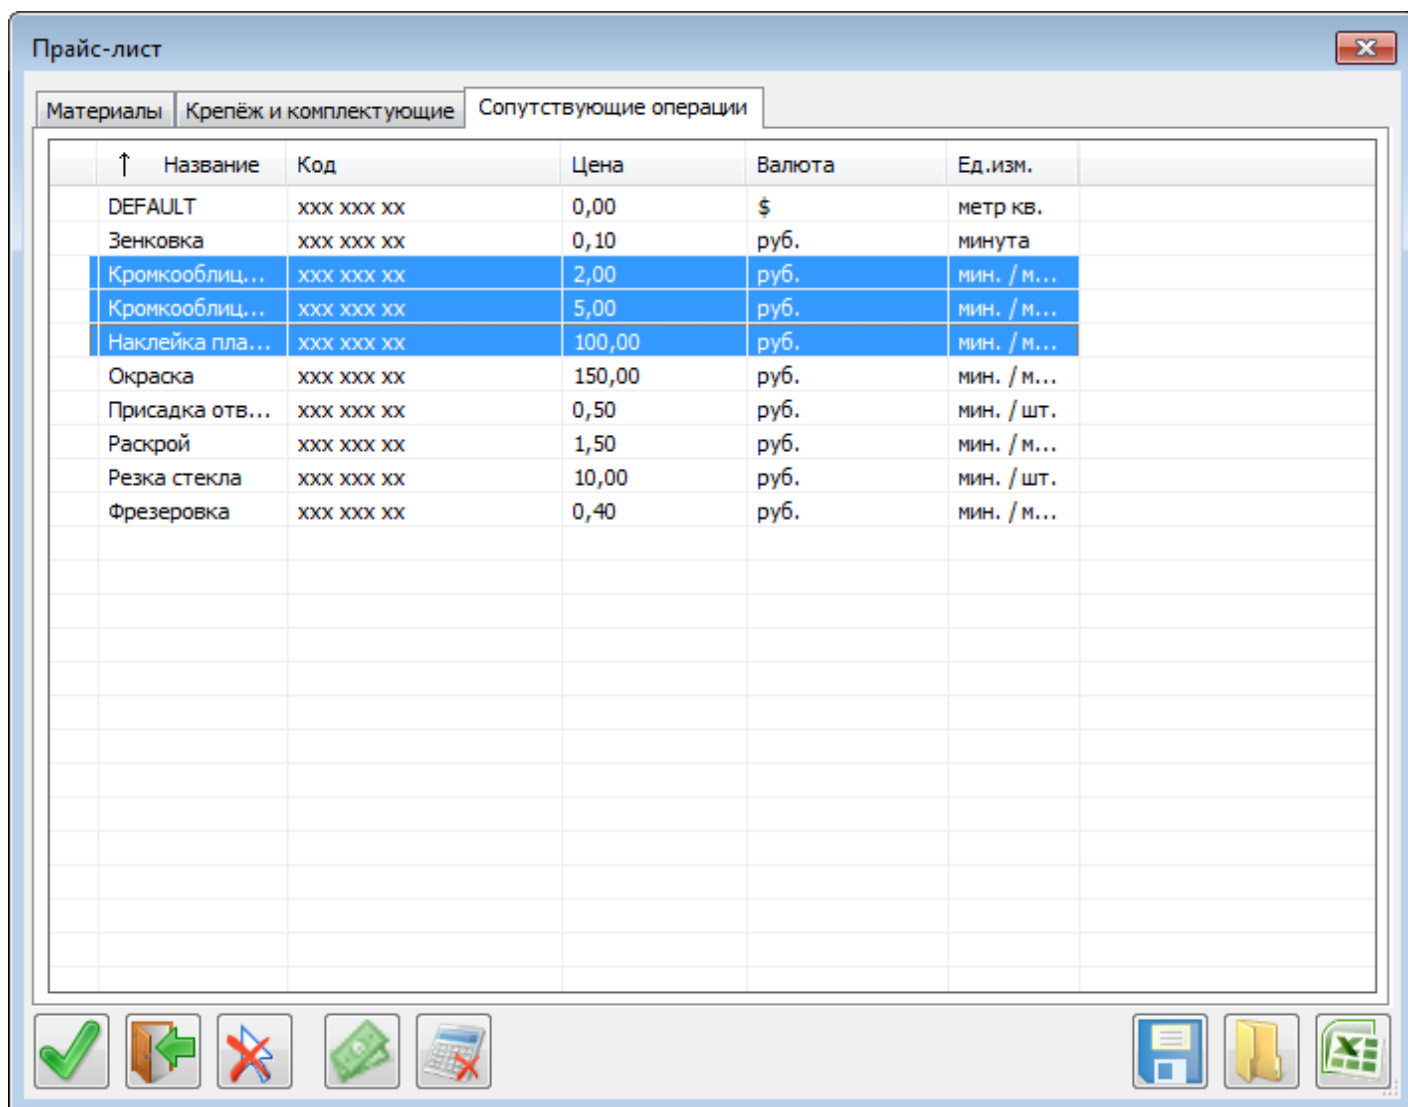 Прайс-лист
Материалы Крепёж и комплектующие Сопутствующие операции
↑ Название Код Цена Валюта Ед.изм.
DEFAULT xxx xxx xx 0,00 $ метр кв.
Зенковка xxx xxx xx 0,10 руб. минута
Кромкооблиц... xxx xxx xx 2,00 руб. мин. / м...
Кромкооблиц... xxx xxx xx 5,00 руб. мин. / м...
Наклейка пла... xxx xxx xx 100,00 руб. мин. / м...
Окраска xxx xxx xx 150,00 руб. мин. / м...
Присадка отв... xxx xxx xx 0,50 руб. мин. / шт.
Раскрой xxx xxx xx 1,50 руб. мин. / м...
Резка стекла xxx xxx xx 10,00 руб. мин. / шт.
Фрезеровка xxx xxx xx 0,40 руб. мин. / м...